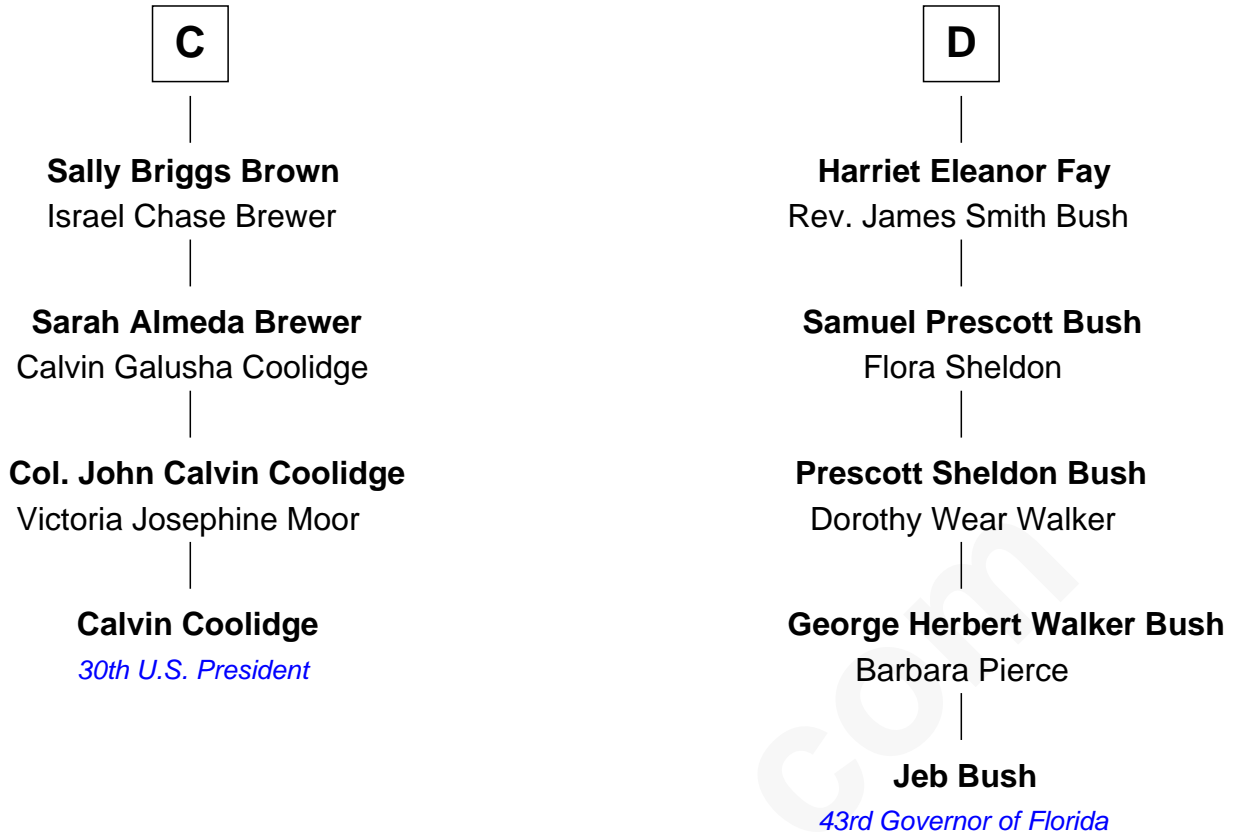 C
Sally Briggs Brown
Israel Chase Brewer
Sarah Almeda Brewer
Calvin Galusha Coolidge
Col. John Calvin Coolidge
Victoria Josephine Moor
Calvin Coolidge
30th U.S. President
D
Harriet Eleanor Fay
Rev. James Smith Bush
Samuel Prescott Bush
Flora Sheldon
Prescott Sheldon Bush
Dorothy Wear Walker
George Herbert Walker Bush
Barbara Pierce
Jeb Bush
43rd Governor of Florida
com